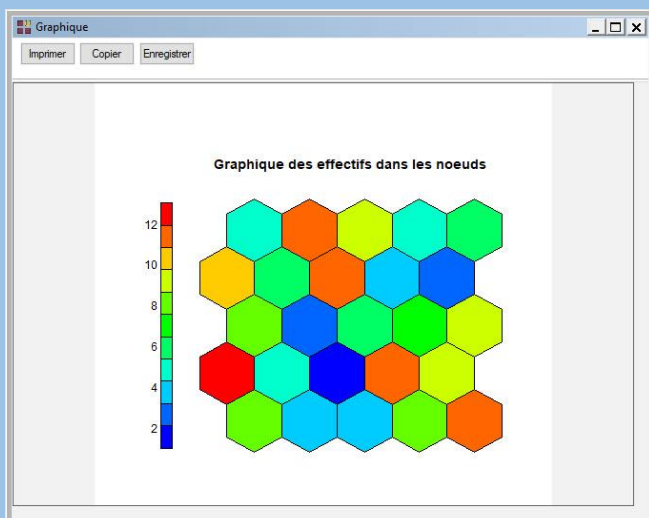 Graphique
Imprimer Copier Enregistrer
Graphique des effectifs dans les noeuds
12
10
8
6
4
2